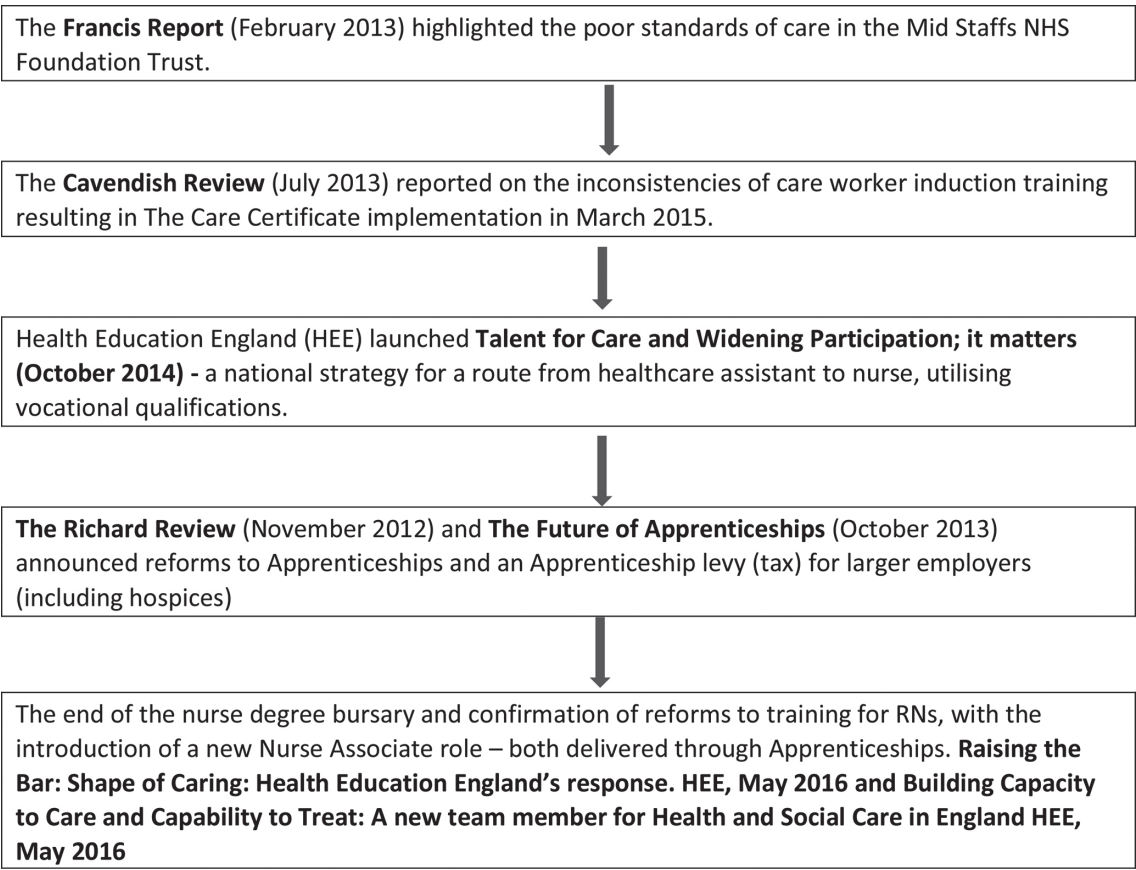 The Francis Report (February 2013) highlighted the poor standards of care in the Mid Staffs NHS
Foundation Trust.
The Cavendish Review (July 2013) reported on the inconsistencies of care worker induction training
resulting in The Care Certificate implementation in March 2015.
Health Education England (HEE) launched Talent for Care and Widening Participation; it matters
(October 2014) - a national strategy for a route from healthcare assistant to nurse, utilising
vocational qualifications.
The Richard Review (November 2012) and The Future of Apprenticeships (October 2013)
announced reforms to Apprenticeships and an Apprenticeship levy (tax) for larger employers
(including hospices)
The end of the nurse degree bursary and confirmation of reforms to training for RNs, with the
introduction of a new Nurse Associate role – both delivered through Apprenticeships. Raising the
Bar: Shape of Caring: Health Education England’s response. HEE, May 2016 and Building Capacity
to Care and Capability to Treat: A new team member for Health and Social Care in England HEE,
May 2016